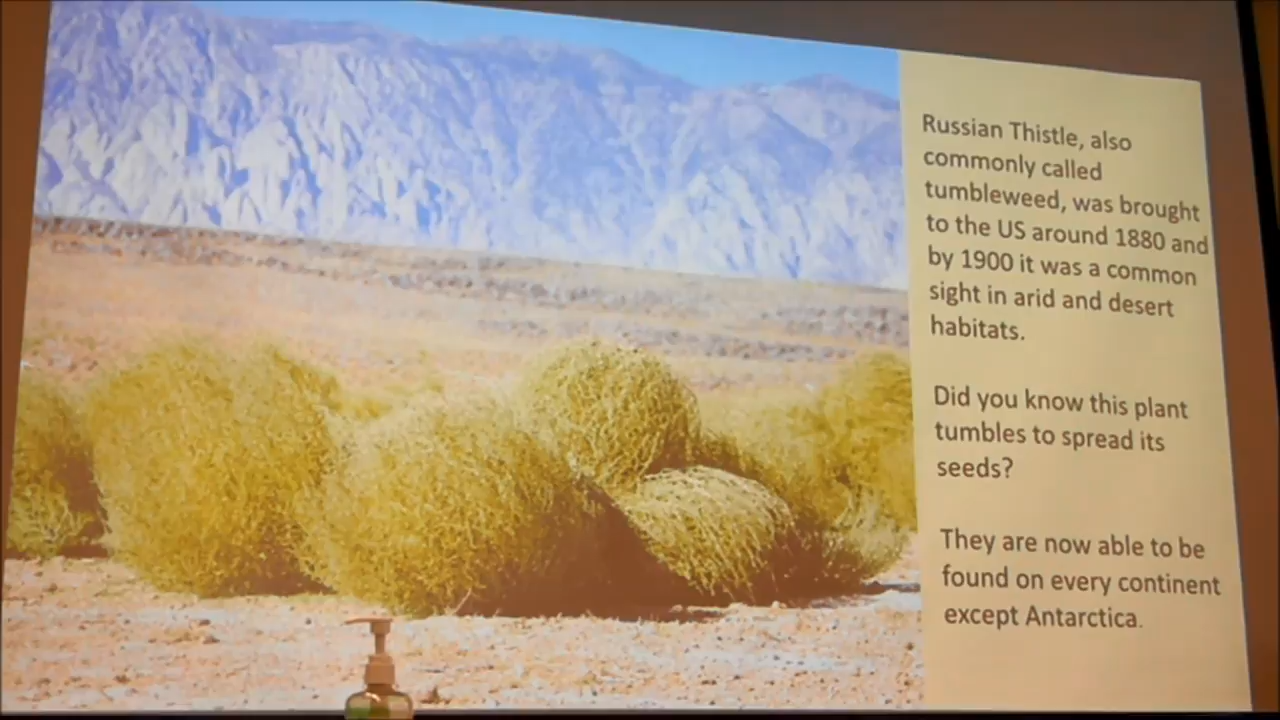 Russian Thistle, also
commonly called
tumbleweed, was brought
to the US around 1880 and
by 1900 it was a common
sight in arid and desert
habitats.
Did you know this plant
tumbles to spread its
seeds?
They are now able to be
found on every continent
except Antarctica.